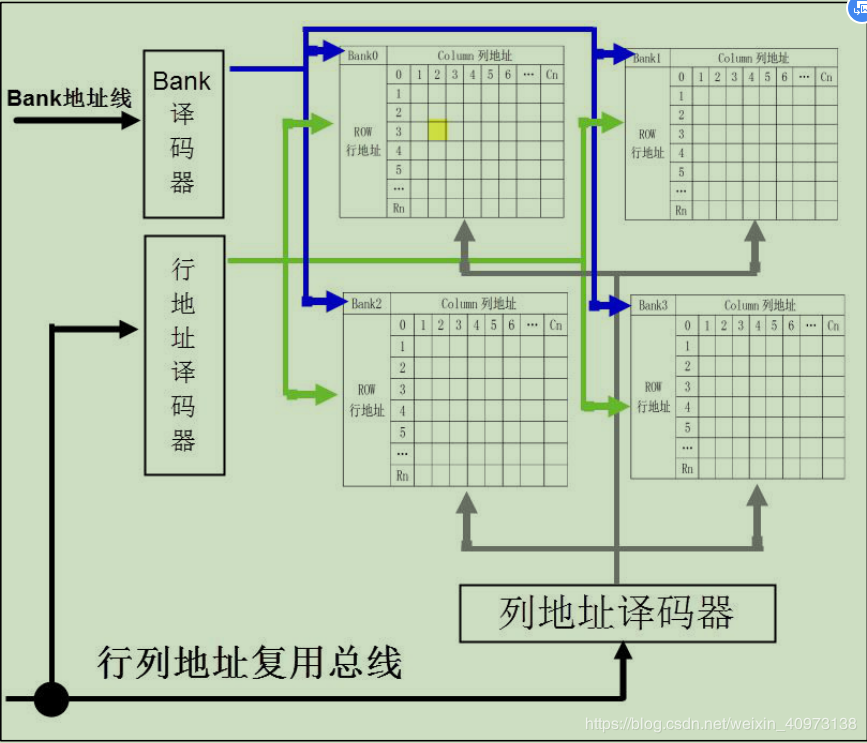 Bank地址线
Bank
译
码
器
行
地
址
译
码
器
Bank0 Column 列地址
0 1 2 3 4 5 6 ··· Cn
1
2
ROW 3
行地址 4
5
···
Rn
Bank1 Column 列地址
0 1 2 3 4 5 6 ··· Cn
1
2
ROW 3
行地址 4
5
···
Rn
Bank2 Column 列地址
0 1 2 3 4 5 6 ··· Cn
1
2
ROW 3
行地址 4
5
···
Rn
Bank3 Column 列地址
0 1 2 3 4 5 6 ··· Cn
1
2
ROW 3
行地址 4
5
···
Rn
列地址译码器
行列地址复用总线
https://blog.csdn.net/weixin_40973138